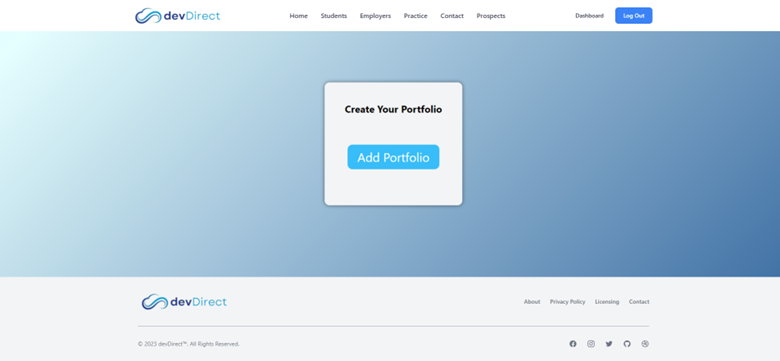 devDirect Home Students Employers Practice Contact Prospects Dashboard Log Out
Create Your Portfolio
Add Portfolio
devDirect About Privacy Policy Licensing Contact
© 2023 devDirect™. All Rights Reserved.